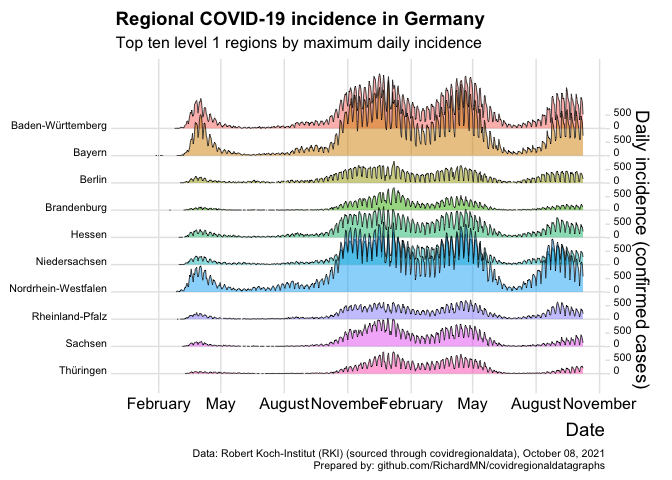 Regional COVID-19 incidence in Germany
Top ten level 1 regions by maximum daily incidence
Baden-Württemberg
Bayern
Berlin
Brandenburg
Hessen
Niedersachsen
Nordrhein-Westfalen
Rheinland-Pfalz
Sachsen
Thüringen
500
0
500
0
500
0
500
0
500
0
500
0
500
0
500
0
500
0
500
0
Daily incidence (confirmed cases)
February May August November February May August November
Date
Data: Robert Koch-Institut (RKI) (sourced through covidregionaldata), October 08, 2021
Prepared by: github.com/RichardMN/covidregionaldatagraphs